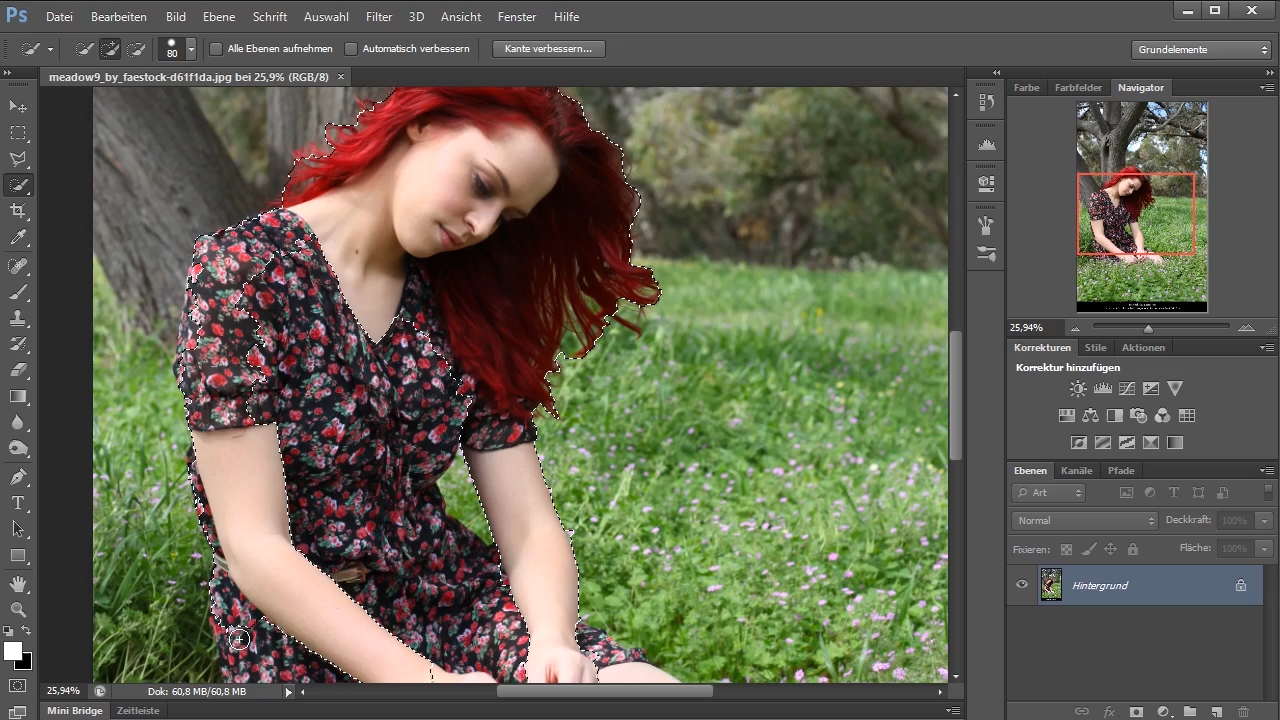 Ps Datei Bearbeiten Bild Ebene Schrift Auswahl Filter 3D Ansicht Fenster Hilfe
80 Alle Ebenen aufnehmen Automatisch verbessern Kante verbessern... Grundelemente
meadow9_by_faestock-d61f1da.jpg bei 25,9% (RGB/8) ×
Farbe Farbfelder Navigator
25,94%
Korrekturen Stile Aktionen
Korrektur hinzufügen
Ebenen Kanäle Pfade
Art
Normal Deckkraft: 100%
Fixieren: Fläche: 100%
Hintergrund
25,94% Dok: 60,8 MB/60,8 MB
Mini Bridge Zeitleiste